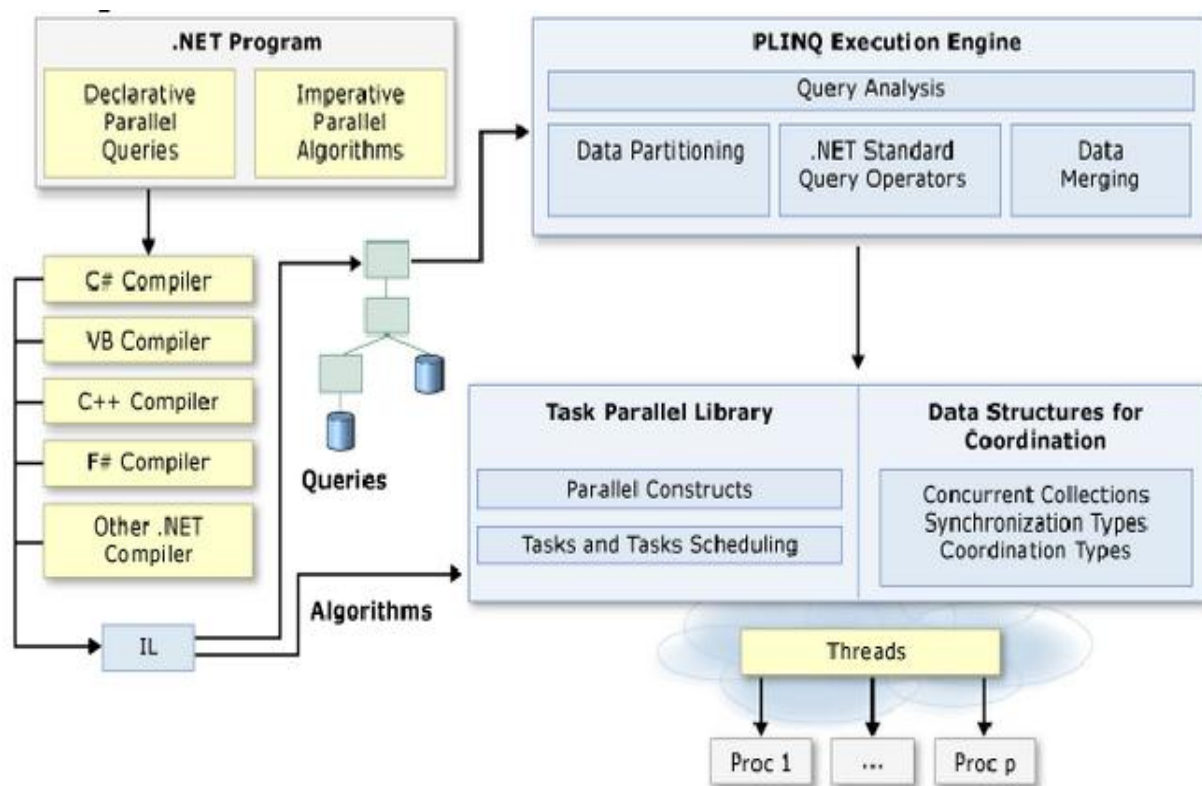 .NET Program
Declarative
Parallel
Queries
Imperative
Parallel
Algorithms
PLINQ Execution Engine
Query Analysis
Data Partitioning
.NET Standard
Query Operators
Data
Merging
C# Compiler
VB Compiler
C++ Compiler
F# Compiler
Other .NET
Compiler
IL
Queries
Algorithms
Task Parallel Library
Parallel Constructs
Tasks and Tasks Scheduling
Data Structures for
Coordination
Concurrent Collections
Synchronization Types
Coordination Types
Threads
Proc 1
...
Proc p